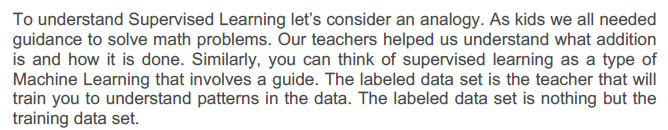 To understand Supervised Learning let’s consider an analogy. As kids we all needed
guidance to solve math problems. Our teachers helped us understand what addition
is and how it is done. Similarly, you can think of supervised learning as a type of
Machine Learning that involves a guide. The labeled data set is the teacher that will
train you to understand patterns in the data. The labeled data set is nothing but the
training data set.